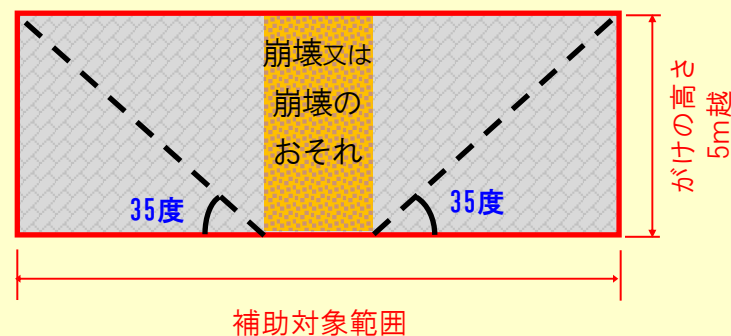 崩壊又は
崩壊の
おそれ
35度
35度
がけの高さ
5m越
補助対象範囲